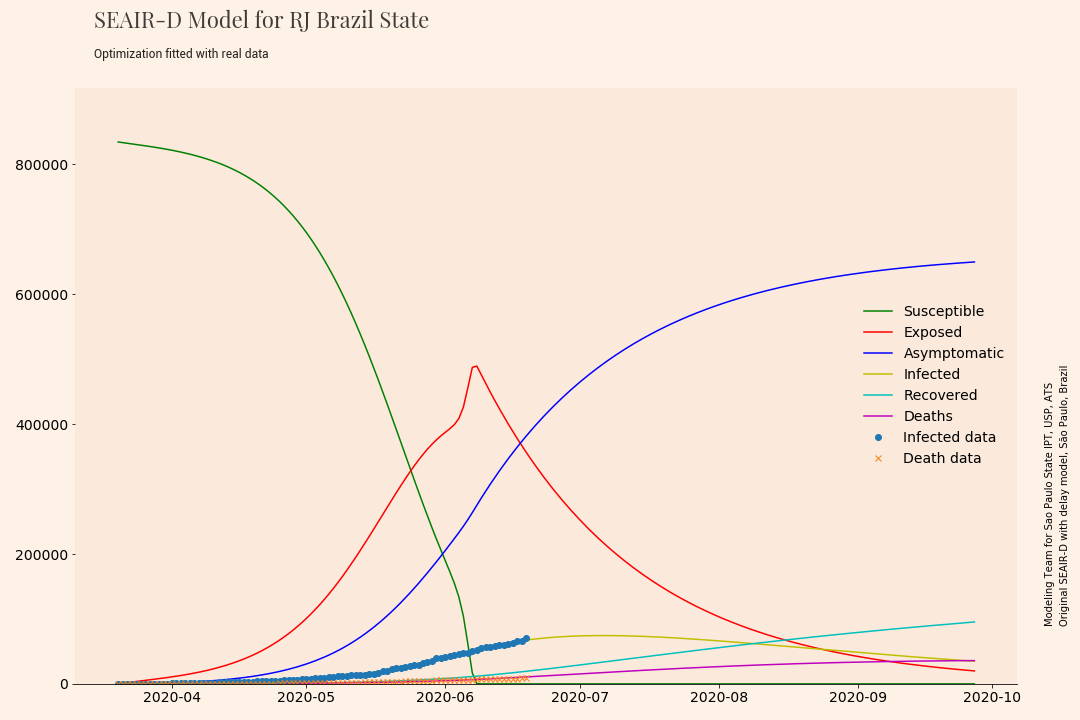 SEAIR-D Model for RJ Brazil State
Optimization fitted with real data
800000
600000
400000
200000
0
2020-04
2020-05
2020-06
2020-07
2020-08
2020-09
2020-10
Susceptible
Exposed
Asymptomatic
Infected
Recovered
Deaths
Infected data
Death data
Modeling Team for Sao Paulo State IPT, USP, ATS
Original SEAIR-D with delay model, São Paulo, Brazil